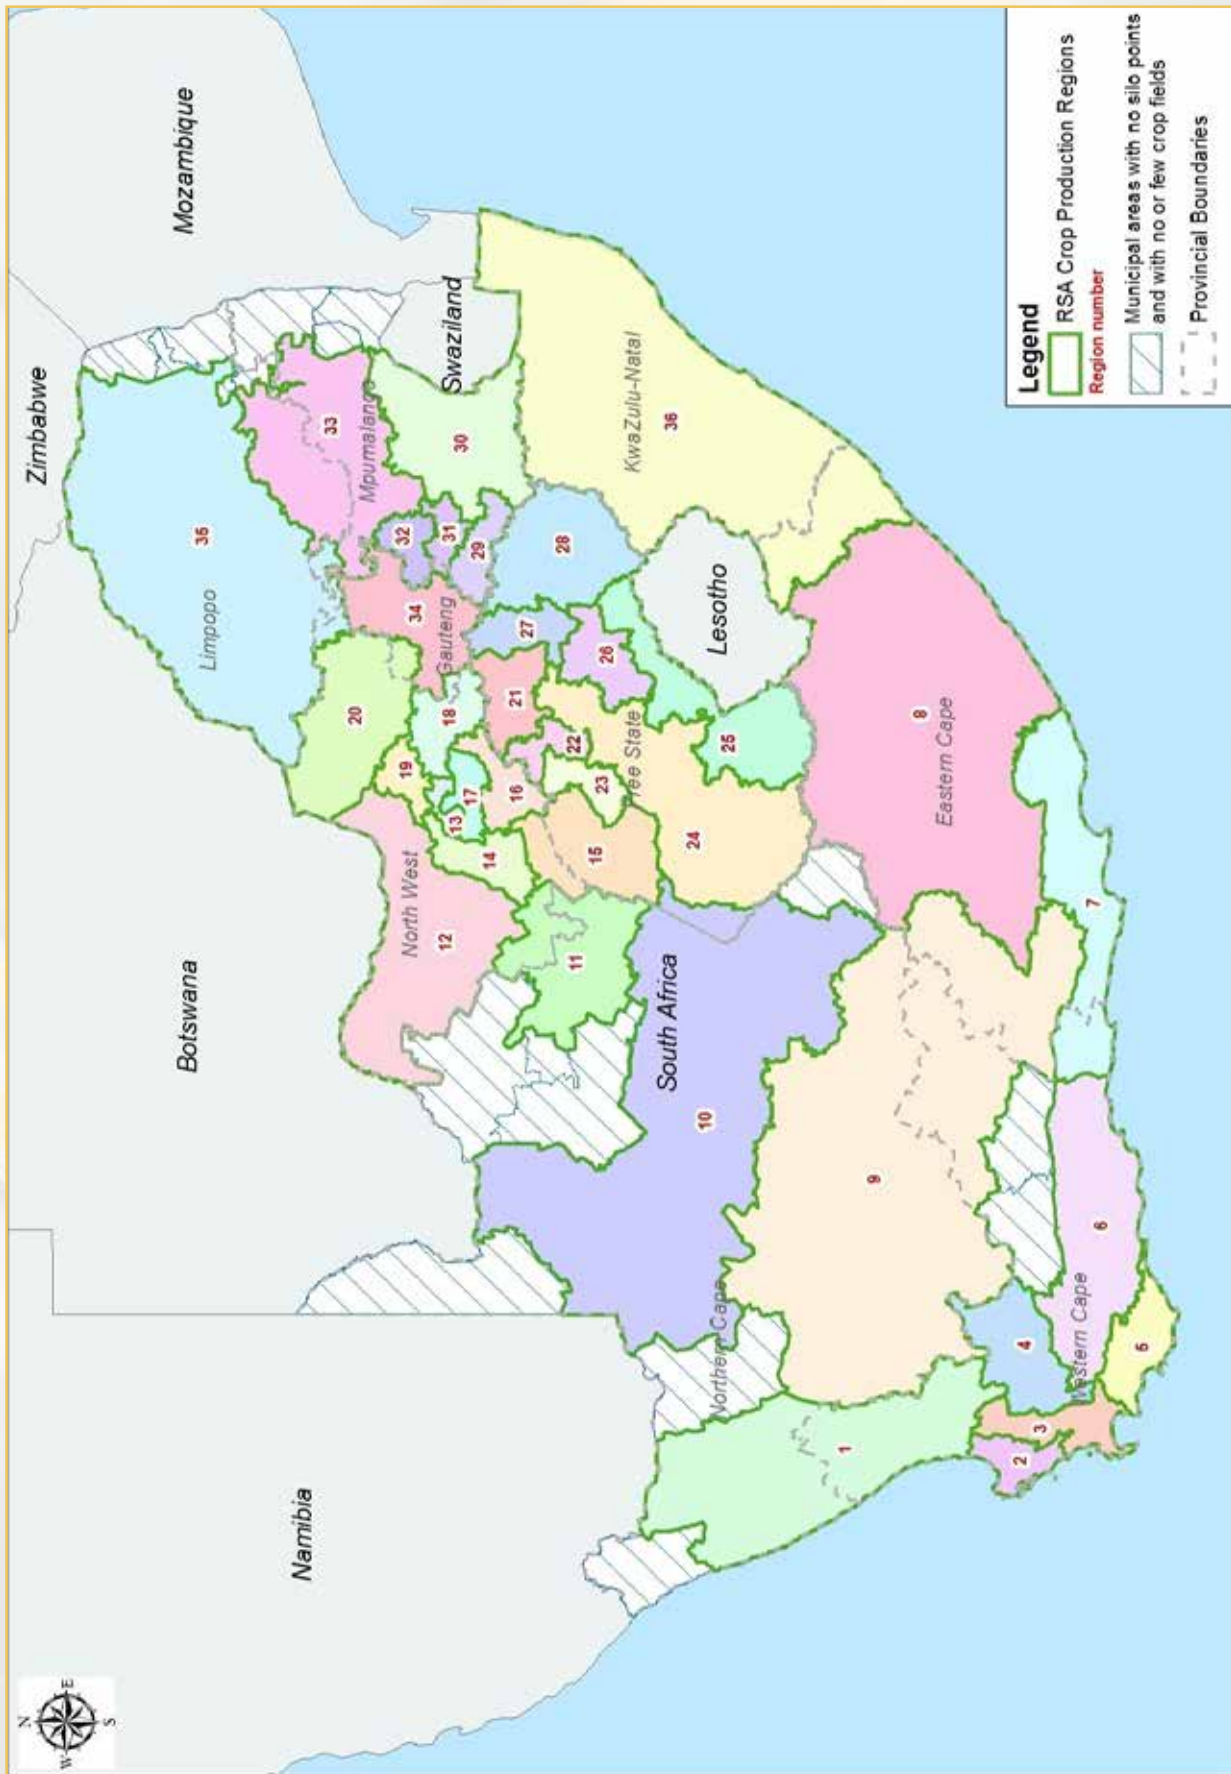 N
W E
S
Zimbabwe
Mozambique
Botswana
Namibia
35
Limpopo
33
20
Mpumalanga
19
North West
12
34
32
Gauteng
18
31
30
Swaziland
13
17
14
29
16
21
27
28
22
11
15
23
26
Free State
KwaZulu-Natal
36
South Africa
24
10
25
Lesotho
Northern Cape
1
9
8
Eastern Cape
2
4
3
7
6
Western Cape
5
Legend
RSA Crop Production Regions
Region number
Municipal areas with no silo points
and with no or few crop fields
Provincial Boundaries